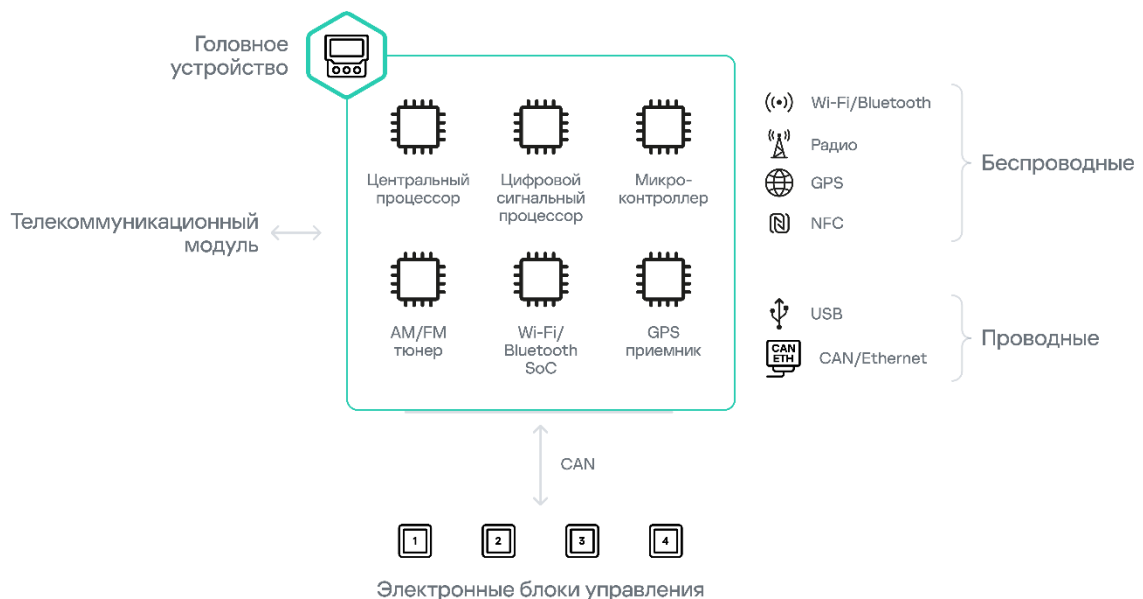 Головное
устройство
Центральный
процессор
Цифровой
сигнальный
процессор
Микро-
контроллер
AM/FM
тюнер
Wi-Fi/
Bluetooth
SoC
GPS
приемник
Телекоммуникационный
модуль
Wi-Fi/Bluetooth
Радио
GPS
NFC
Беспроводные
USB
CAN
ETH
CAN/Ethernet
Проводные
CAN
1
2
3
4
Электронные блоки управления